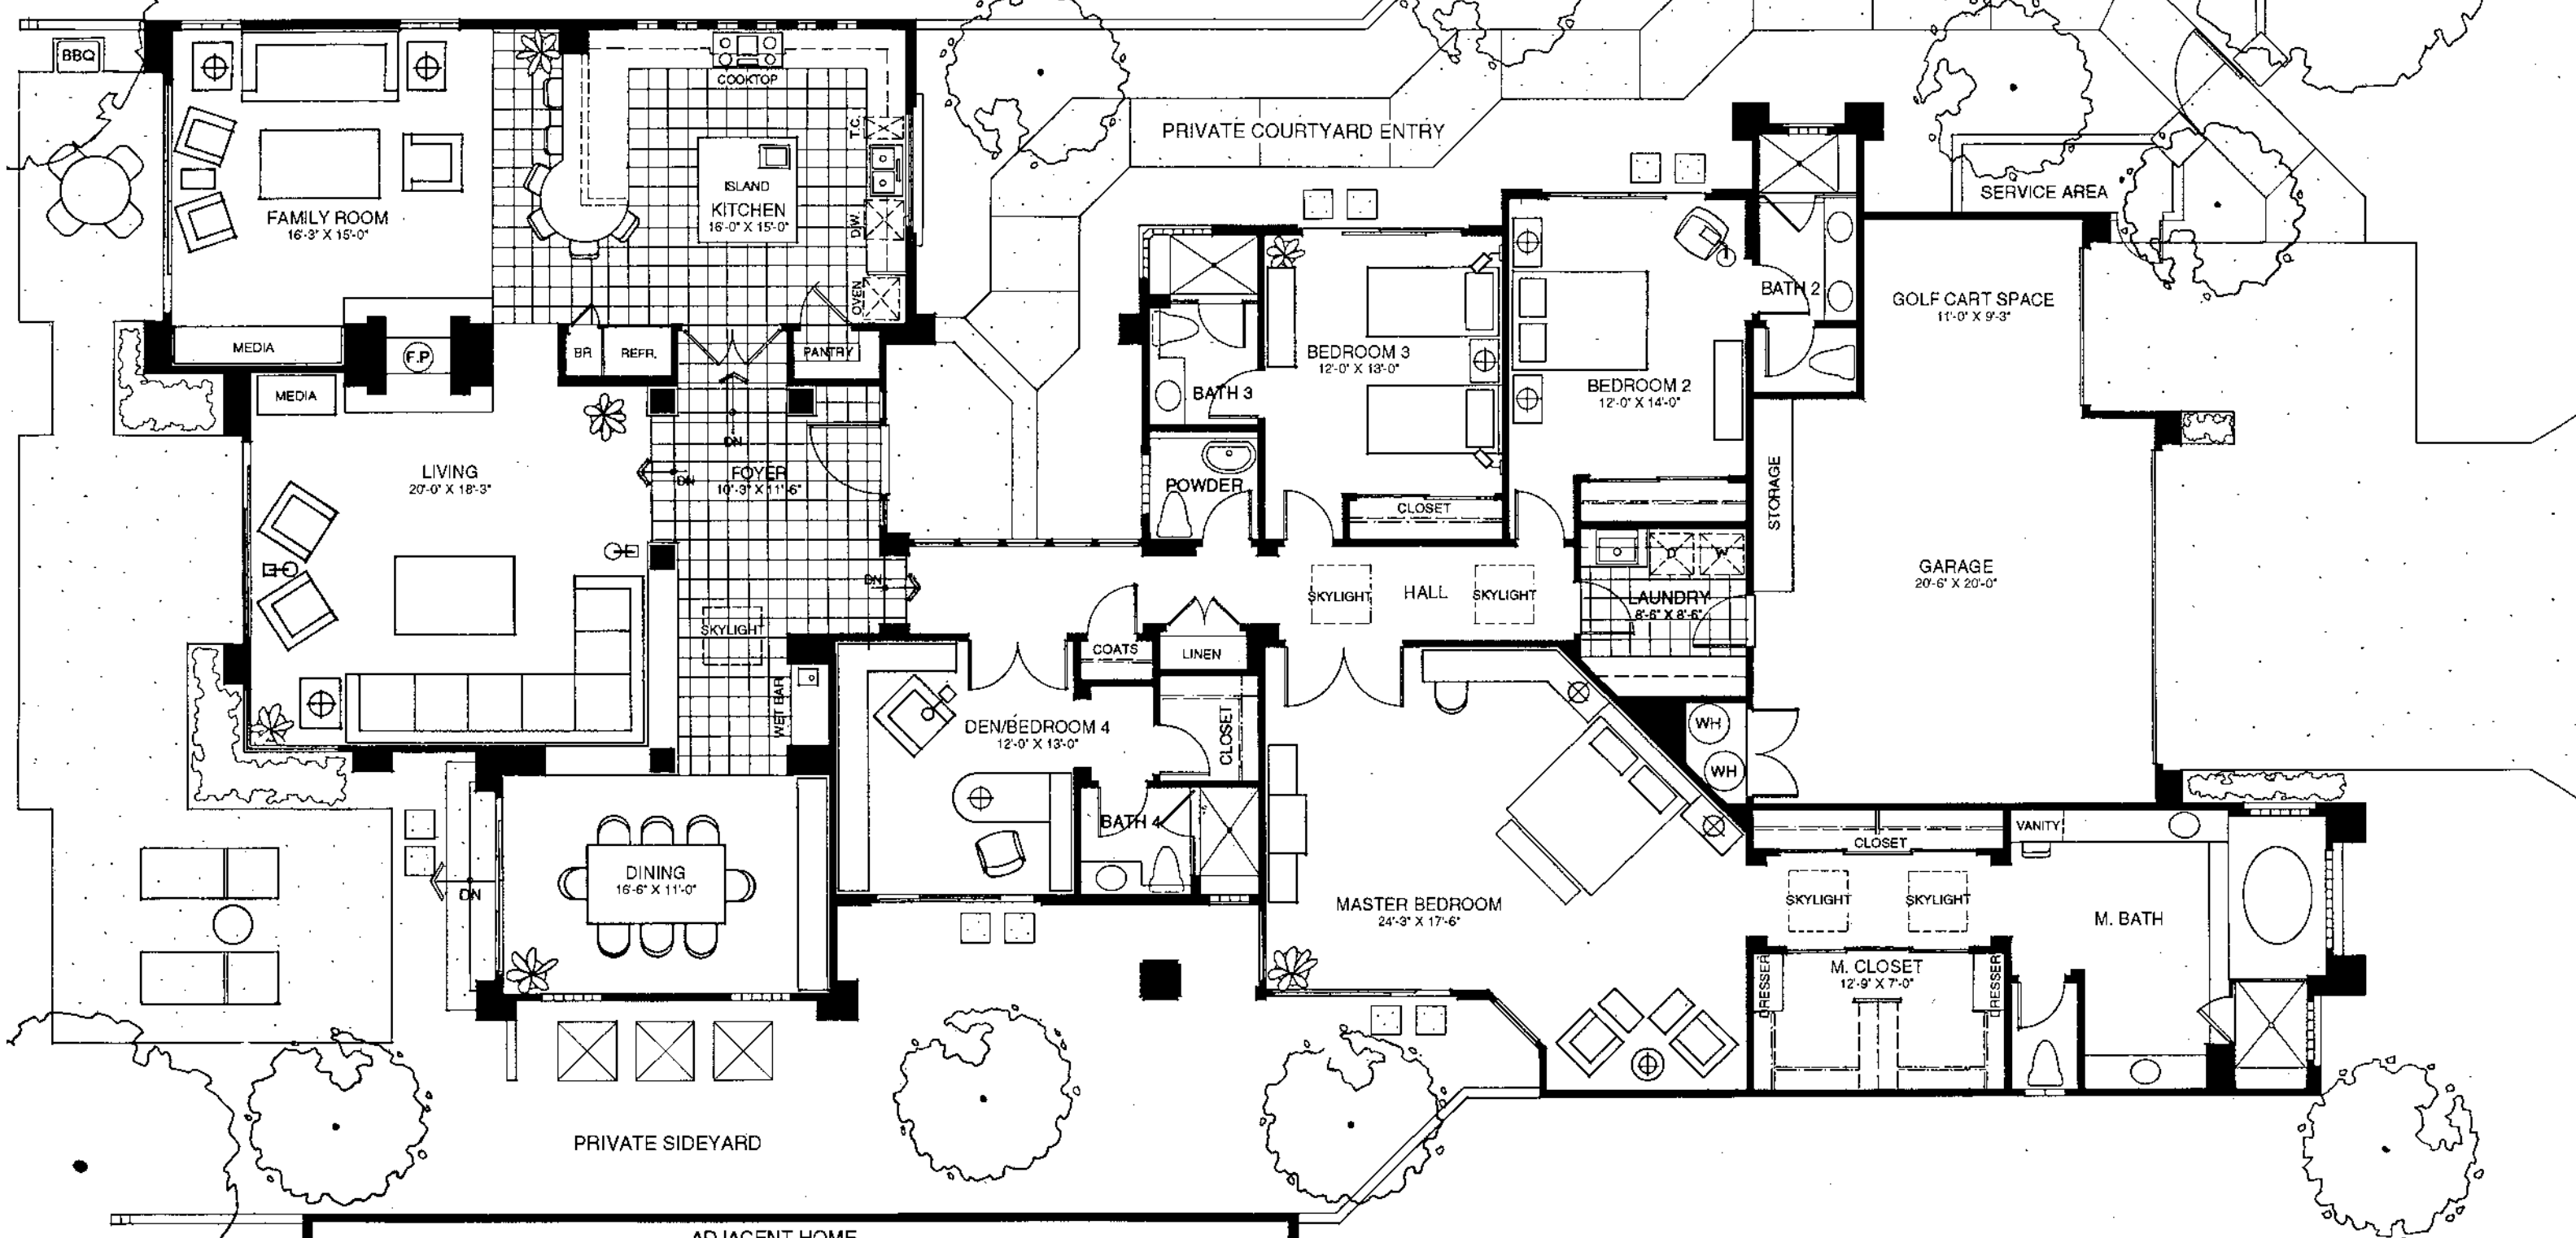 BBQ
COOKTOP
T.C.
ISLAND
KITCHEN
16'-0" X 15'-0"
D.W.
OVEN
FAMILY ROOM
16'-3" X 15'-0"
MEDIA
F.P.
BR
REFR.
PANTRY
MEDIA
DN
LIVING
20'-0" X 18'-3"
DN
FOYER
10'-3" X 11'-6"
DN
SKYLIGHT
WET BAR
DINING
16'-6" X 11'-0"
DN
PRIVATE SIDEYARD
ADJACENT HOME
PRIVATE COURTYARD ENTRY
BATH 3
POWDER
BEDROOM 3
12'-0" X 13'-0"
CLOSET
BEDROOM 2
12'-0" X 14'-0"
BATH 2
SERVICE AREA
GOLF CART SPACE
11'-0" X 9'-3"
STORAGE
GARAGE
20'-6" X 20'-0"
SKYLIGHT
HALL
SKYLIGHT
D
W
LAUNDRY
8'-6" X 8'-6"
COATS
LINEN
DEN/BEDROOM 4
12'-0" X 13'-0"
CLOSET
BATH 4
WH
WH
MASTER BEDROOM
24'-3" X 17'-6"
CLOSET
VANITY
SKYLIGHT
SKYLIGHT
M. BATH
DRESSER
M. CLOSET
12'-9" X 7'-0"
DRESSER